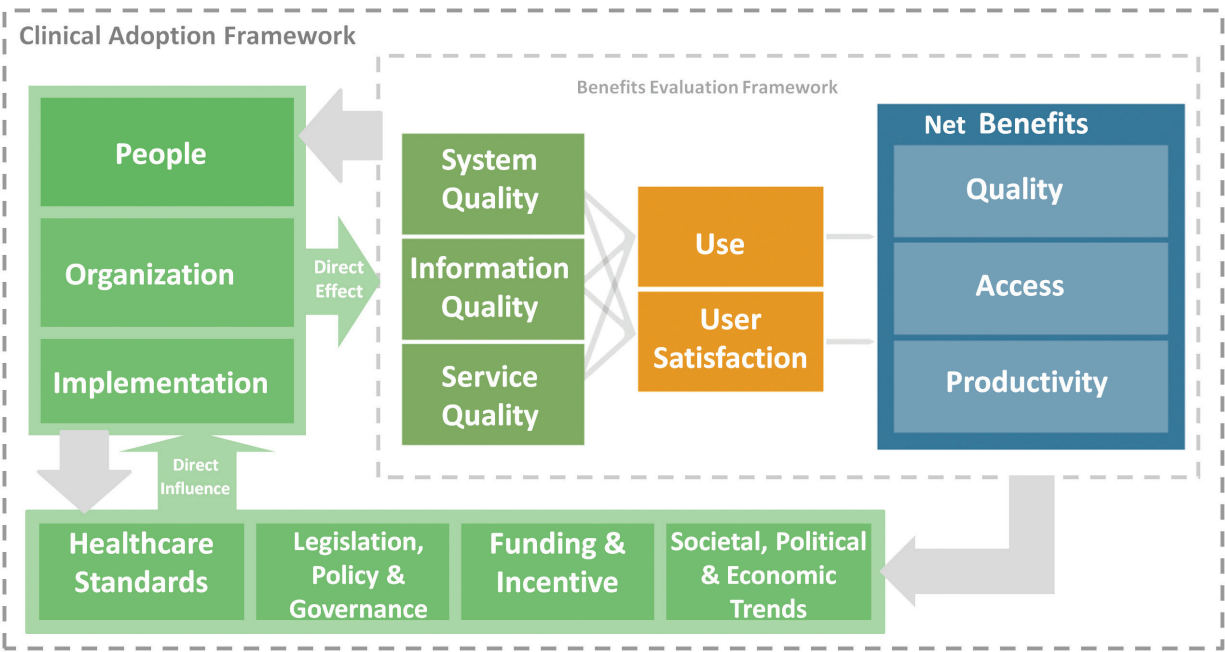 Clinical Adoption Framework
Benefits Evaluation Framework
People
Organization
Implementation
Direct
Effect
System
Quality
Information
Quality
Service
Quality
Use
User
Satisfaction
Net Benefits
Quality
Access
Productivity
Direct
Influence
Healthcare
Standards
Legislation,
Policy &
Governance
Funding &
Incentive
Societal, Political
& Economic
Trends